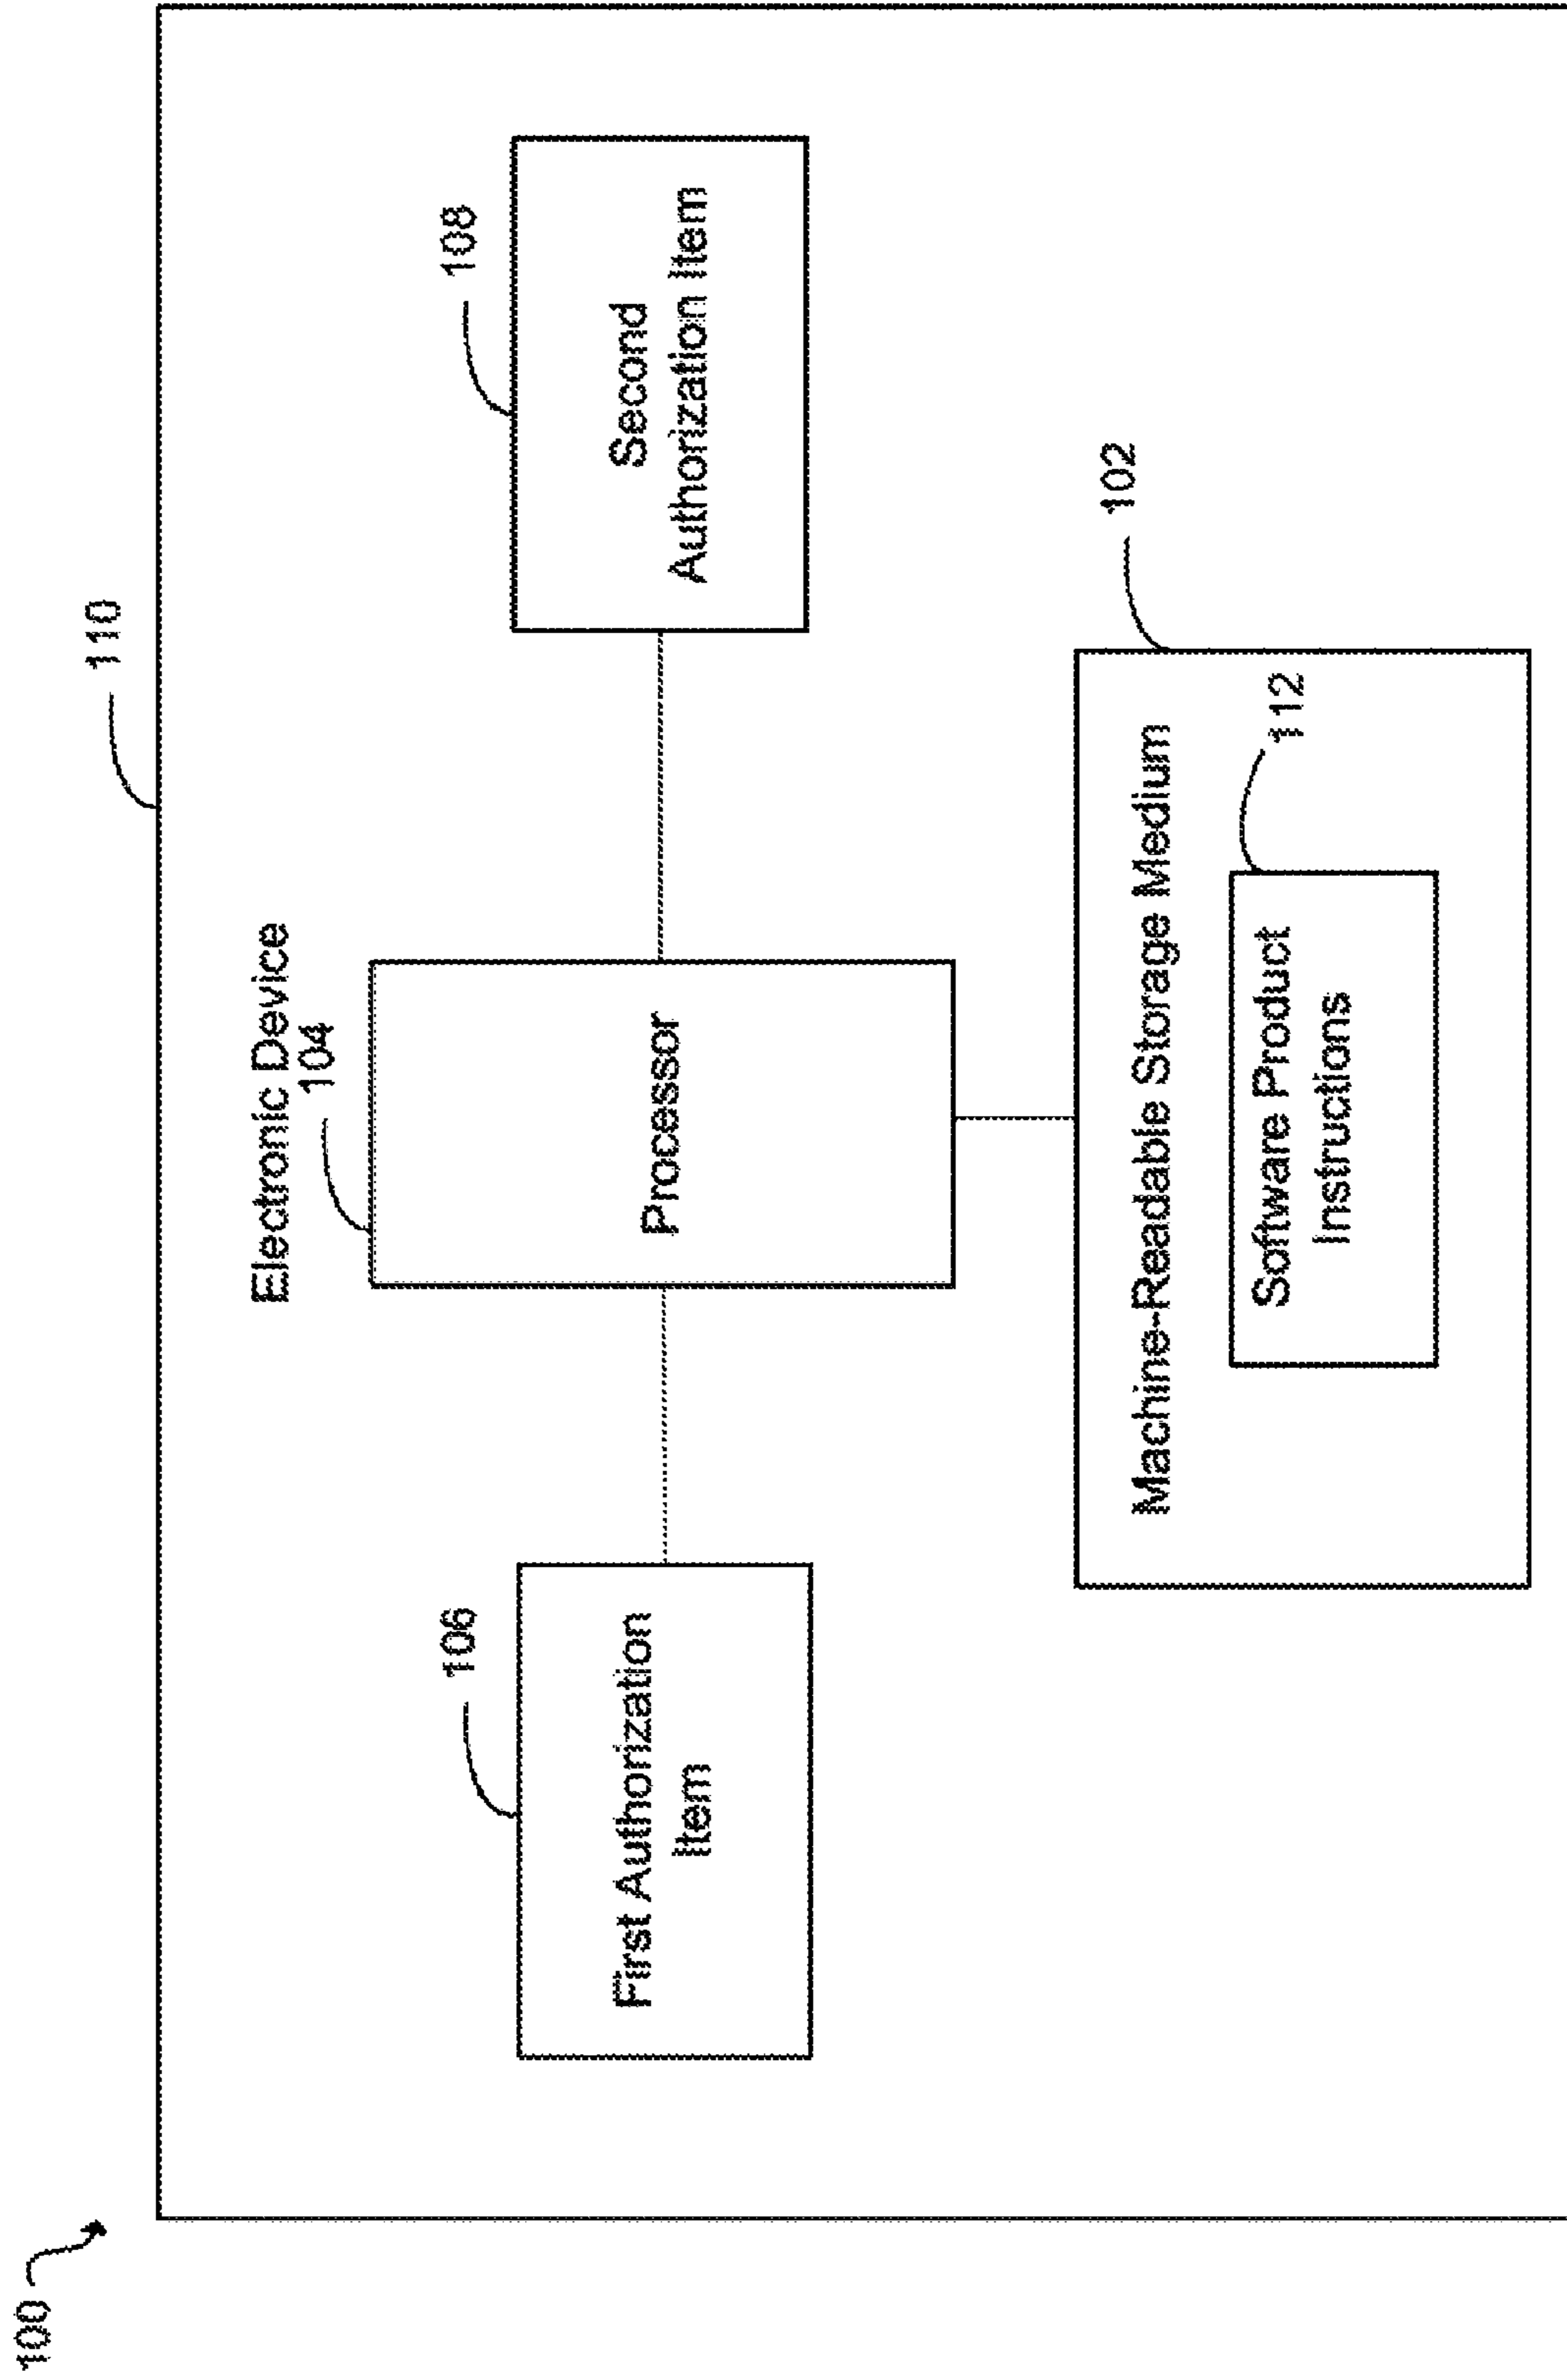 100
110
Electronic Device
104
106
108
First Authorization
Item
Processor
Second
Authorization Item
102
Machine-Readable Storage Medium
112
Software Product
Instructions